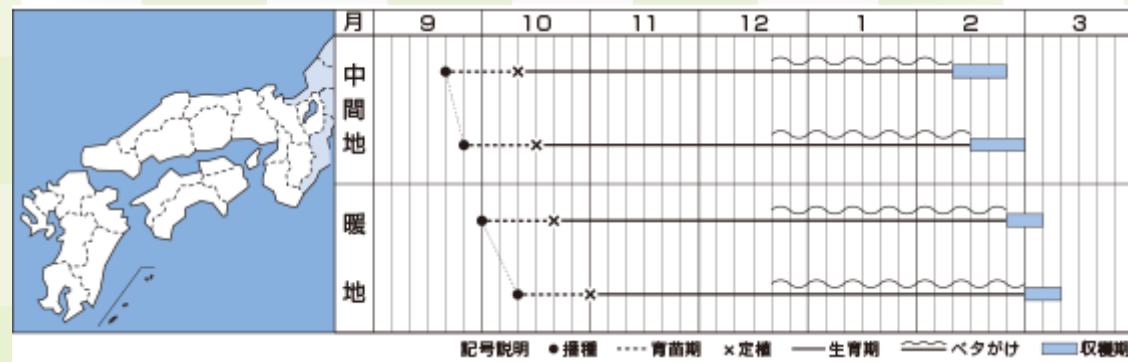 月 9 10 11 12 1 2 3
中
間
地
暖
地
記号説明 ●播種 ----育苗期 ×定植 ——生育期 ベタがけ 収穫期